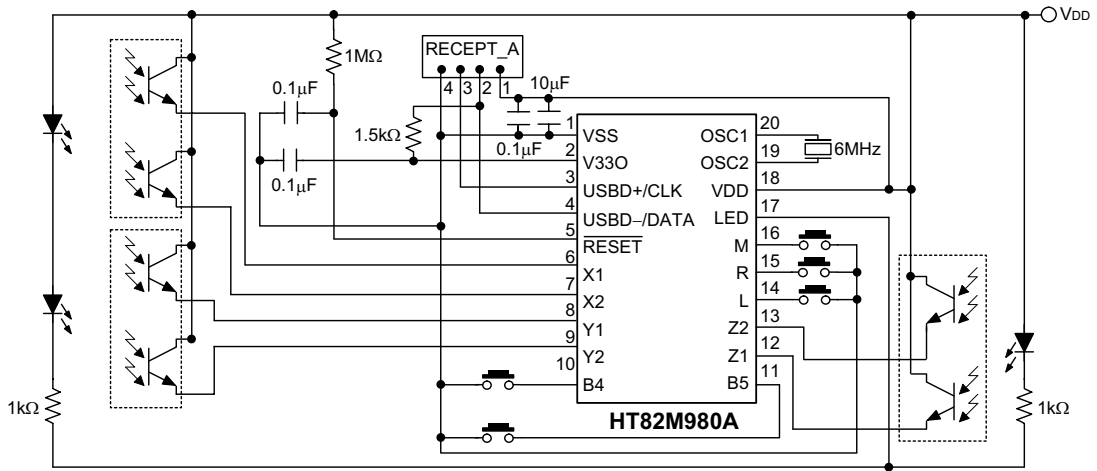 VDD
RECEPT_A
4 3 2 1
1MΩ
0.1μF
10μF
1.5kΩ
0.1μF
0.1μF
1 VSS
2 V33O
3 USBD+/CLK
4 USBD−/DATA
5 RESET
6 X1
7 X2
8 Y1
9 Y2
10 B4
OSC1 20
OSC2 19
6MHz
VDD 18
LED 17
M 16
R 15
L 14
Z2 13
Z1 12
B5 11
HT82M980A
1kΩ
1kΩ